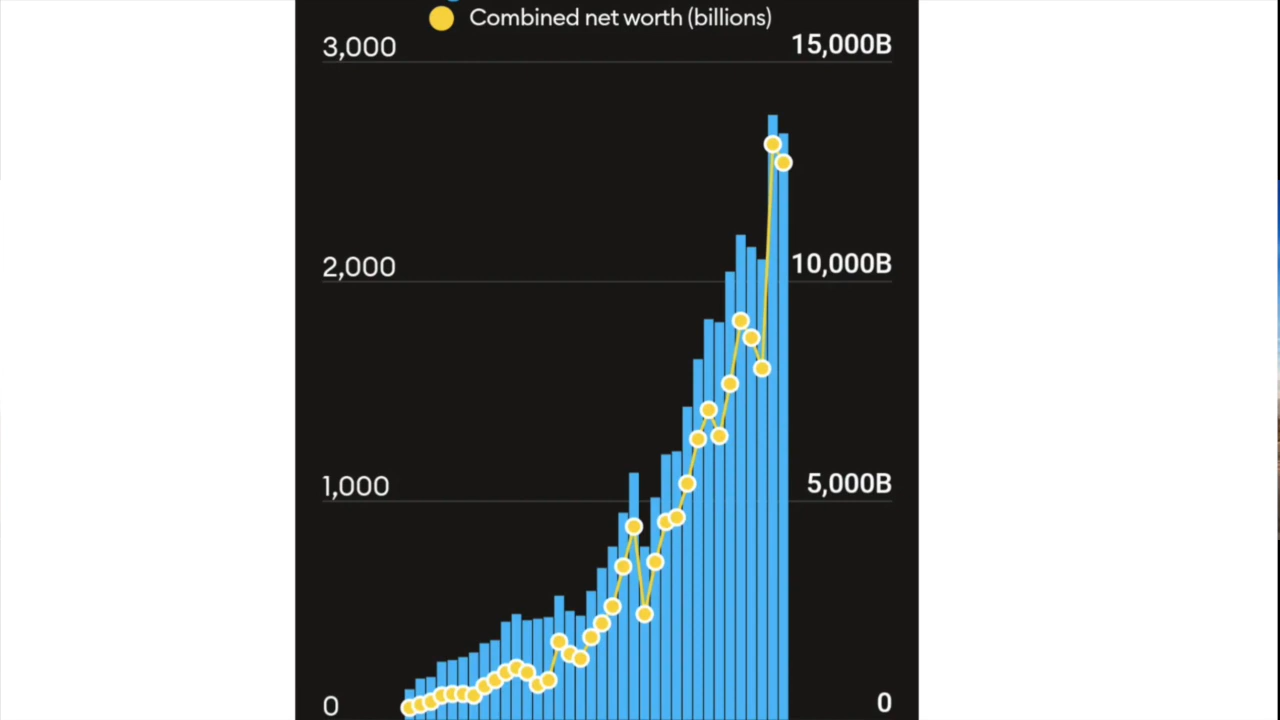 Combined net worth (billions)
3,000 15,000B
2,000 10,000B
1,000 5,000B
0 0